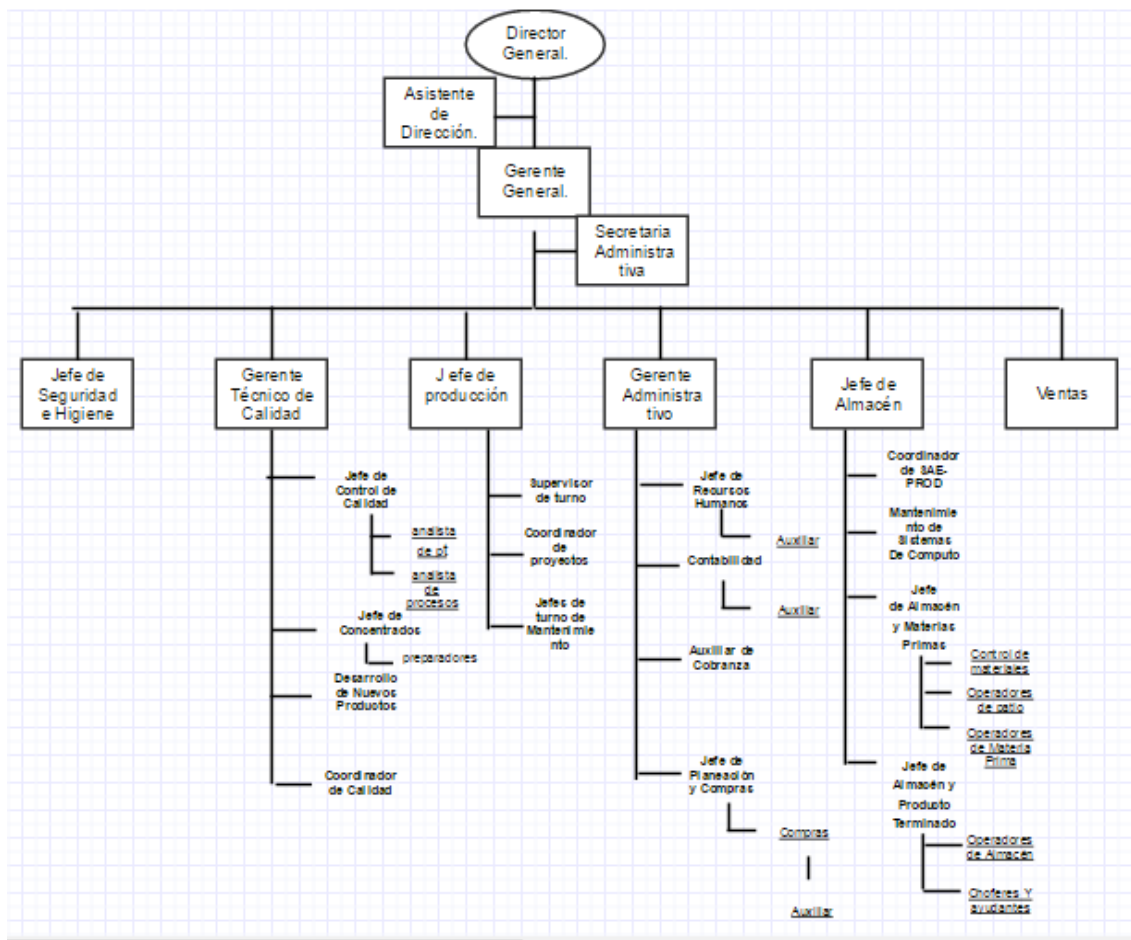 Director
General.
Asistente
de
Dirección.
Gerente
General.
Secretaria
Administra
tiva
Jefe de
Seguridad
e Higiene
Gerente
Técnico de
Calidad
Jefe de
producción
Gerente
Administra
tivo
Jefe de
Almacén
Ventas
Jefe de
Control de
Calidad
analista
de pt
analista
de
procesos
Jefe de
Concentrados
preparadores
Desarrollo
de Nuevos
Productos
Coordinador
de Calidad
Supervisor
de turno
Coordinador
de
proyectos
Jefes de
turno de
Mantenimie
nto
Jefe de
Recursos
Humanos
Auxiliar
Contabilidad
Auxiliar
Auxiliar de
Cobranza
Jefe de
Planeación
y Compras
Compras
Auxiliar
Coordinador
de SAE-
PROD
Mantenimie
nto de
Sistemas
De Computo
Jefe
de Almacén
y Materias
Primas
Control de
materiales
Operadores
de patio
Operadores
de Materia
Prima
Jefe de
Almacén y
Producto
Terminado
Operadores
de Almacén
Choferes Y
ayudantes